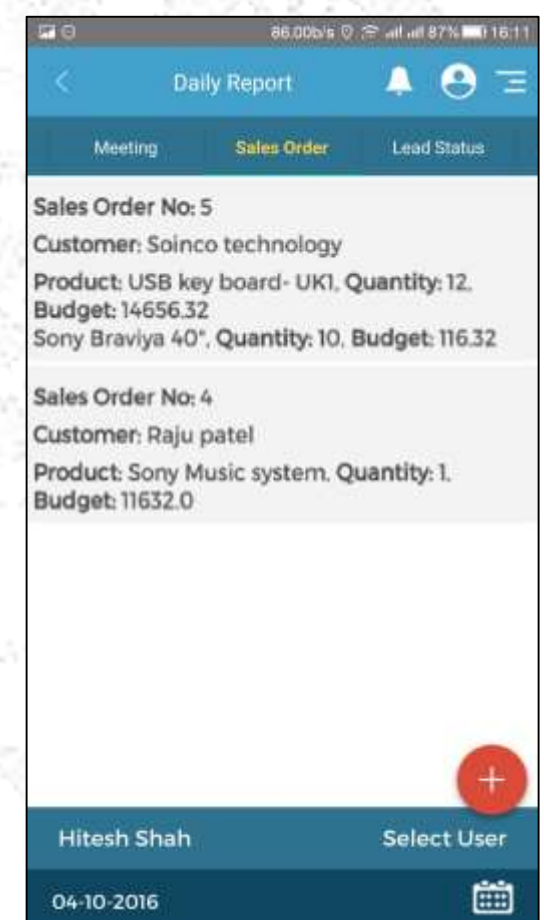 86.00b/s 87% 16:11
Daily Report
Meeting Sales Order Lead Status
Sales Order No: 5
Customer: Soinco technology
Product: USB key board- UK1, Quantity: 12,
Budget: 14656.32
Sony Braviya 40", Quantity: 10, Budget: 116.32
Sales Order No: 4
Customer: Raju patel
Product: Sony Music system, Quantity: 1,
Budget: 11632.0
+
Hitesh Shah Select User
04-10-2016